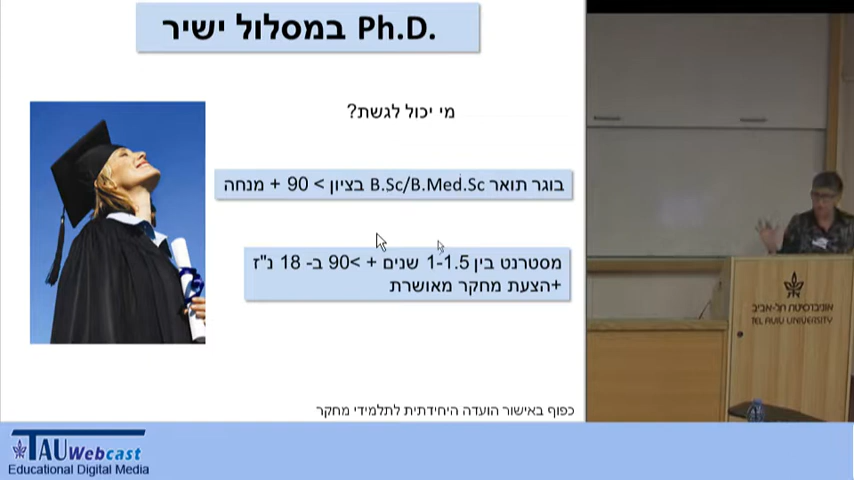 Ph.D. במסלול ישיר
מי יכול לגשת?
בוגר תואר B.Sc/B.Med.Sc בציון > 90 + מנחה
מסטרנט בין 1-1.5 שנים + >90 ב- 18 נ"ז
+הצעת מחקר מאושרת
כפוף באישור הועדה היחידתית לתלמידי מחקר
אוניברסיטת תל-אביב
TEL AVIV UNIVERSITY
TAU Webcast
Educational Digital Media